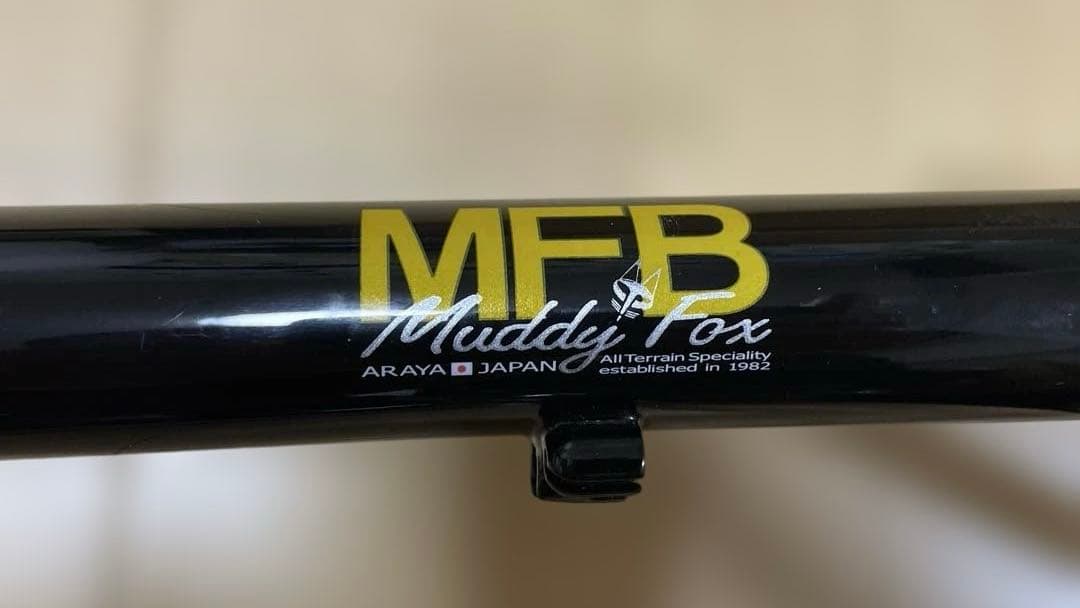 MFB
Muddy Fox
ARAYA JAPAN
All Terrain Speciality
established in 1982